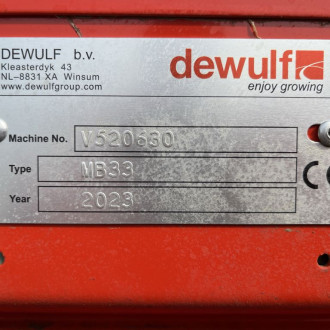 DEWULF b.v.
Kleasterdyk 43
NL-8831 XA Winsum
www.dewulfgroup.com
dewulf
enjoy growing
Machine No. V520630
Type MB33
Year 2023
CE